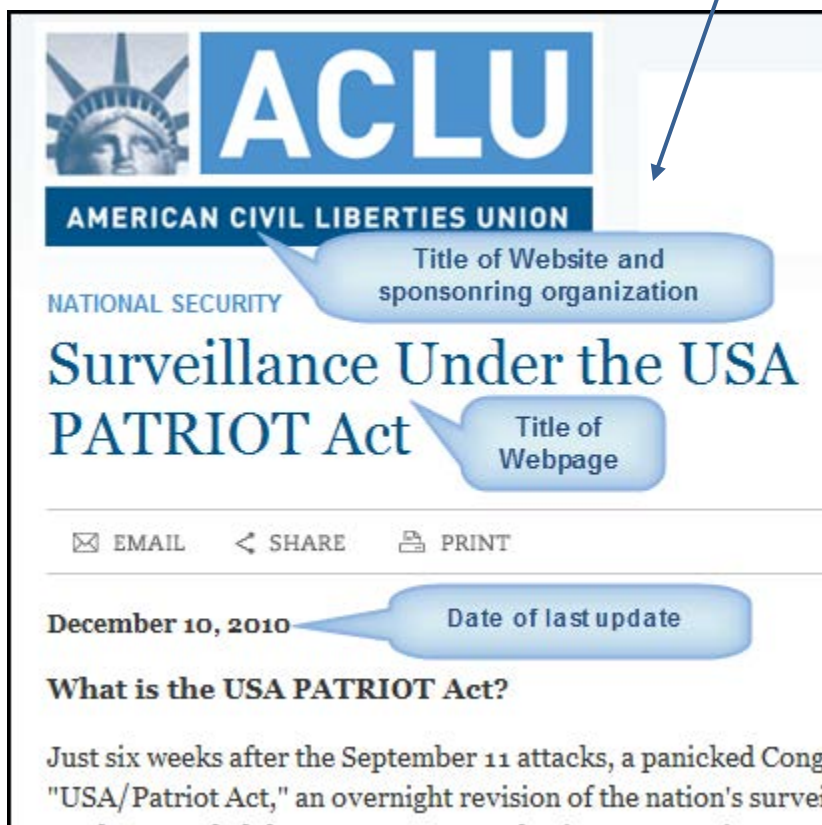 ACLU
AMERICAN CIVIL LIBERTIES UNION
Title of Website and
sponsonring organization
NATIONAL SECURITY
Surveillance Under the USA
PATRIOT Act
Title of
Webpage
EMAIL SHARE PRINT
December 10, 2010
Date of last update
What is the USA PATRIOT Act?
Just six weeks after the September 11 attacks, a panicked Cong
"USA/Patriot Act," an overnight revision of the nation's survei